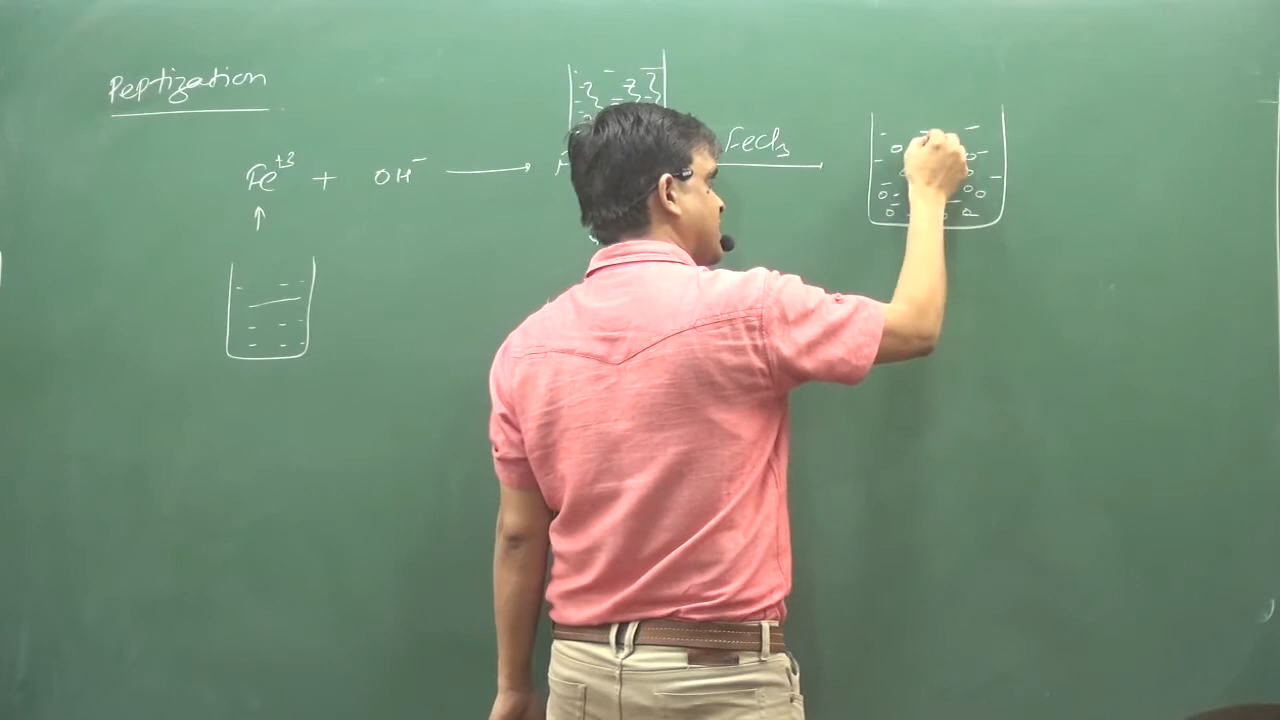 Peptization
Fe+3 + OH− ⟶
FeCl3 ⟶